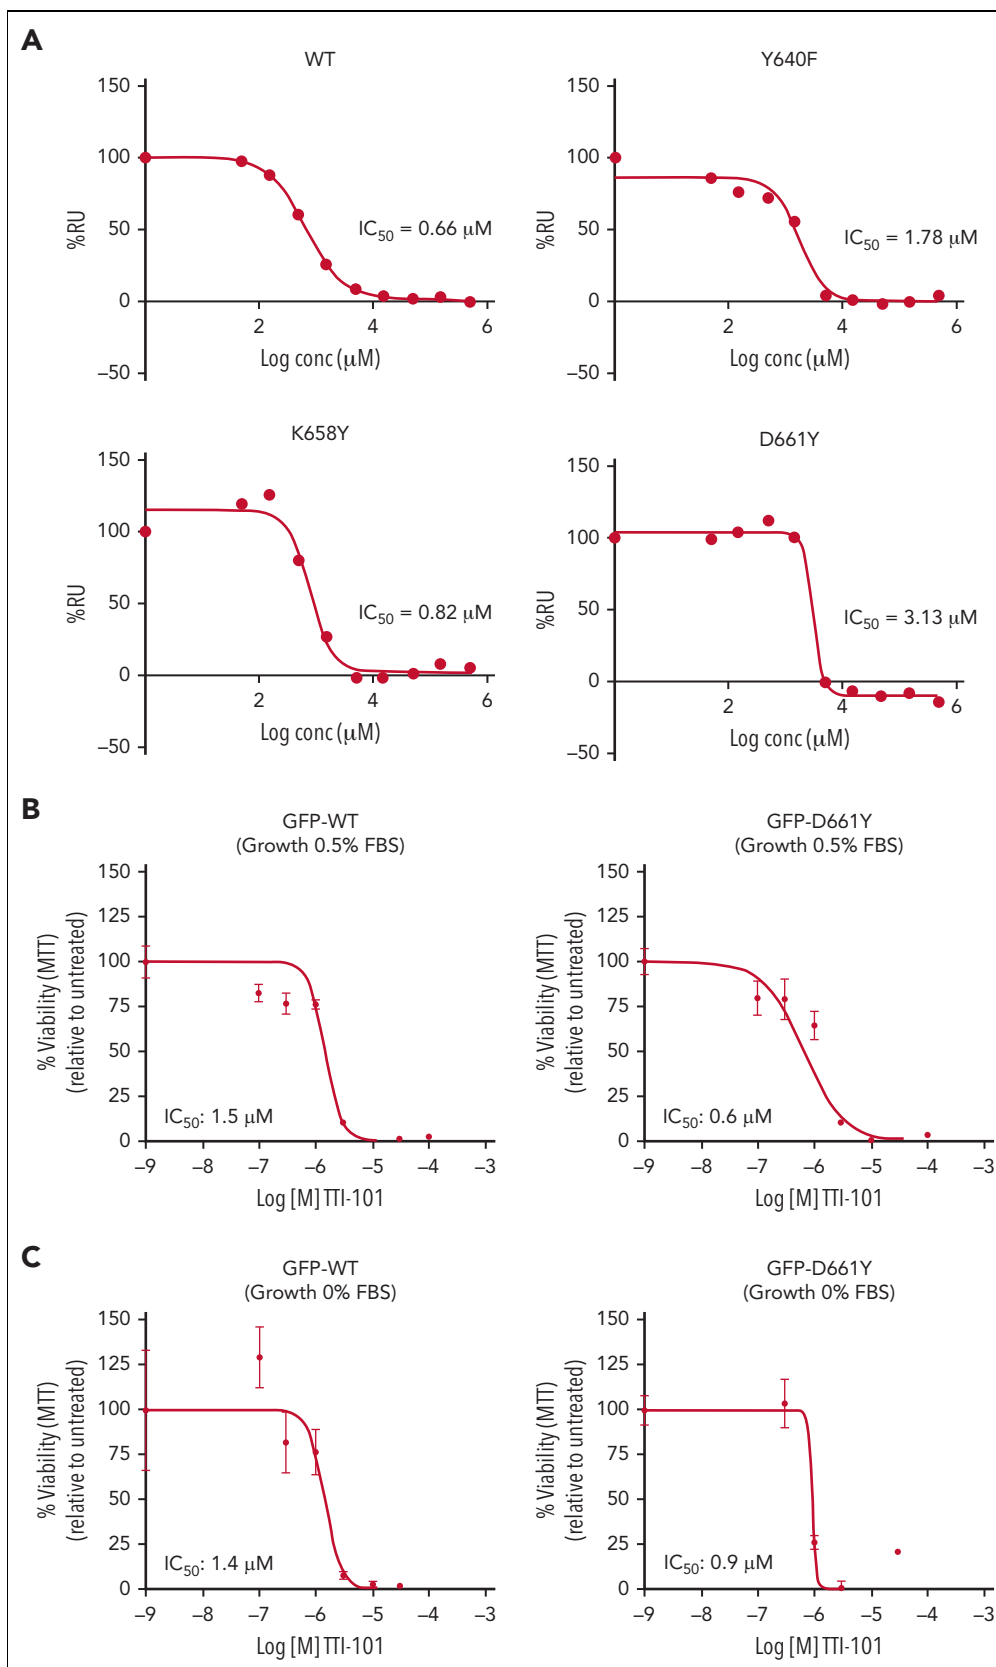 A
WT
150
100
50
0
−50
%RU
2
4
6
Log conc (μM)
IC50 = 0.66 μM
Y640F
150
100
50
0
−50
%RU
2
4
6
Log conc (μM)
IC50 = 1.78 μM
K658Y
150
100
50
0
−50
%RU
2
4
6
Log conc (μM)
IC50 = 0.82 μM
D661Y
150
100
50
0
−50
%RU
2
4
6
Log conc (μM)
IC50 = 3.13 μM
B
GFP-WT
(Growth 0.5% FBS)
% Viability (MTT)
(relative to untreated)
150
125
100
75
50
25
0
IC50: 1.5 μM
−9 −8 −7 −6 −5 −4 −3
Log [M] TTI-101
GFP-D661Y
(Growth 0.5% FBS)
% Viability (MTT)
(relative to untreated)
150
125
100
75
50
25
0
IC50: 0.6 μM
−9 −8 −7 −6 −5 −4 −3
Log [M] TTI-101
C
GFP-WT
(Growth 0% FBS)
% Viability (MTT)
(relative to untreated)
150
125
100
75
50
25
0
IC50: 1.4 μM
−9 −8 −7 −6 −5 −4 −3
Log [M] TTI-101
GFP-D661Y
(Growth 0% FBS)
% Viability (MTT)
(relative to untreated)
150
125
100
75
50
25
0
IC50: 0.9 μM
−9 −8 −7 −6 −5 −4 −3
Log [M] TTI-101